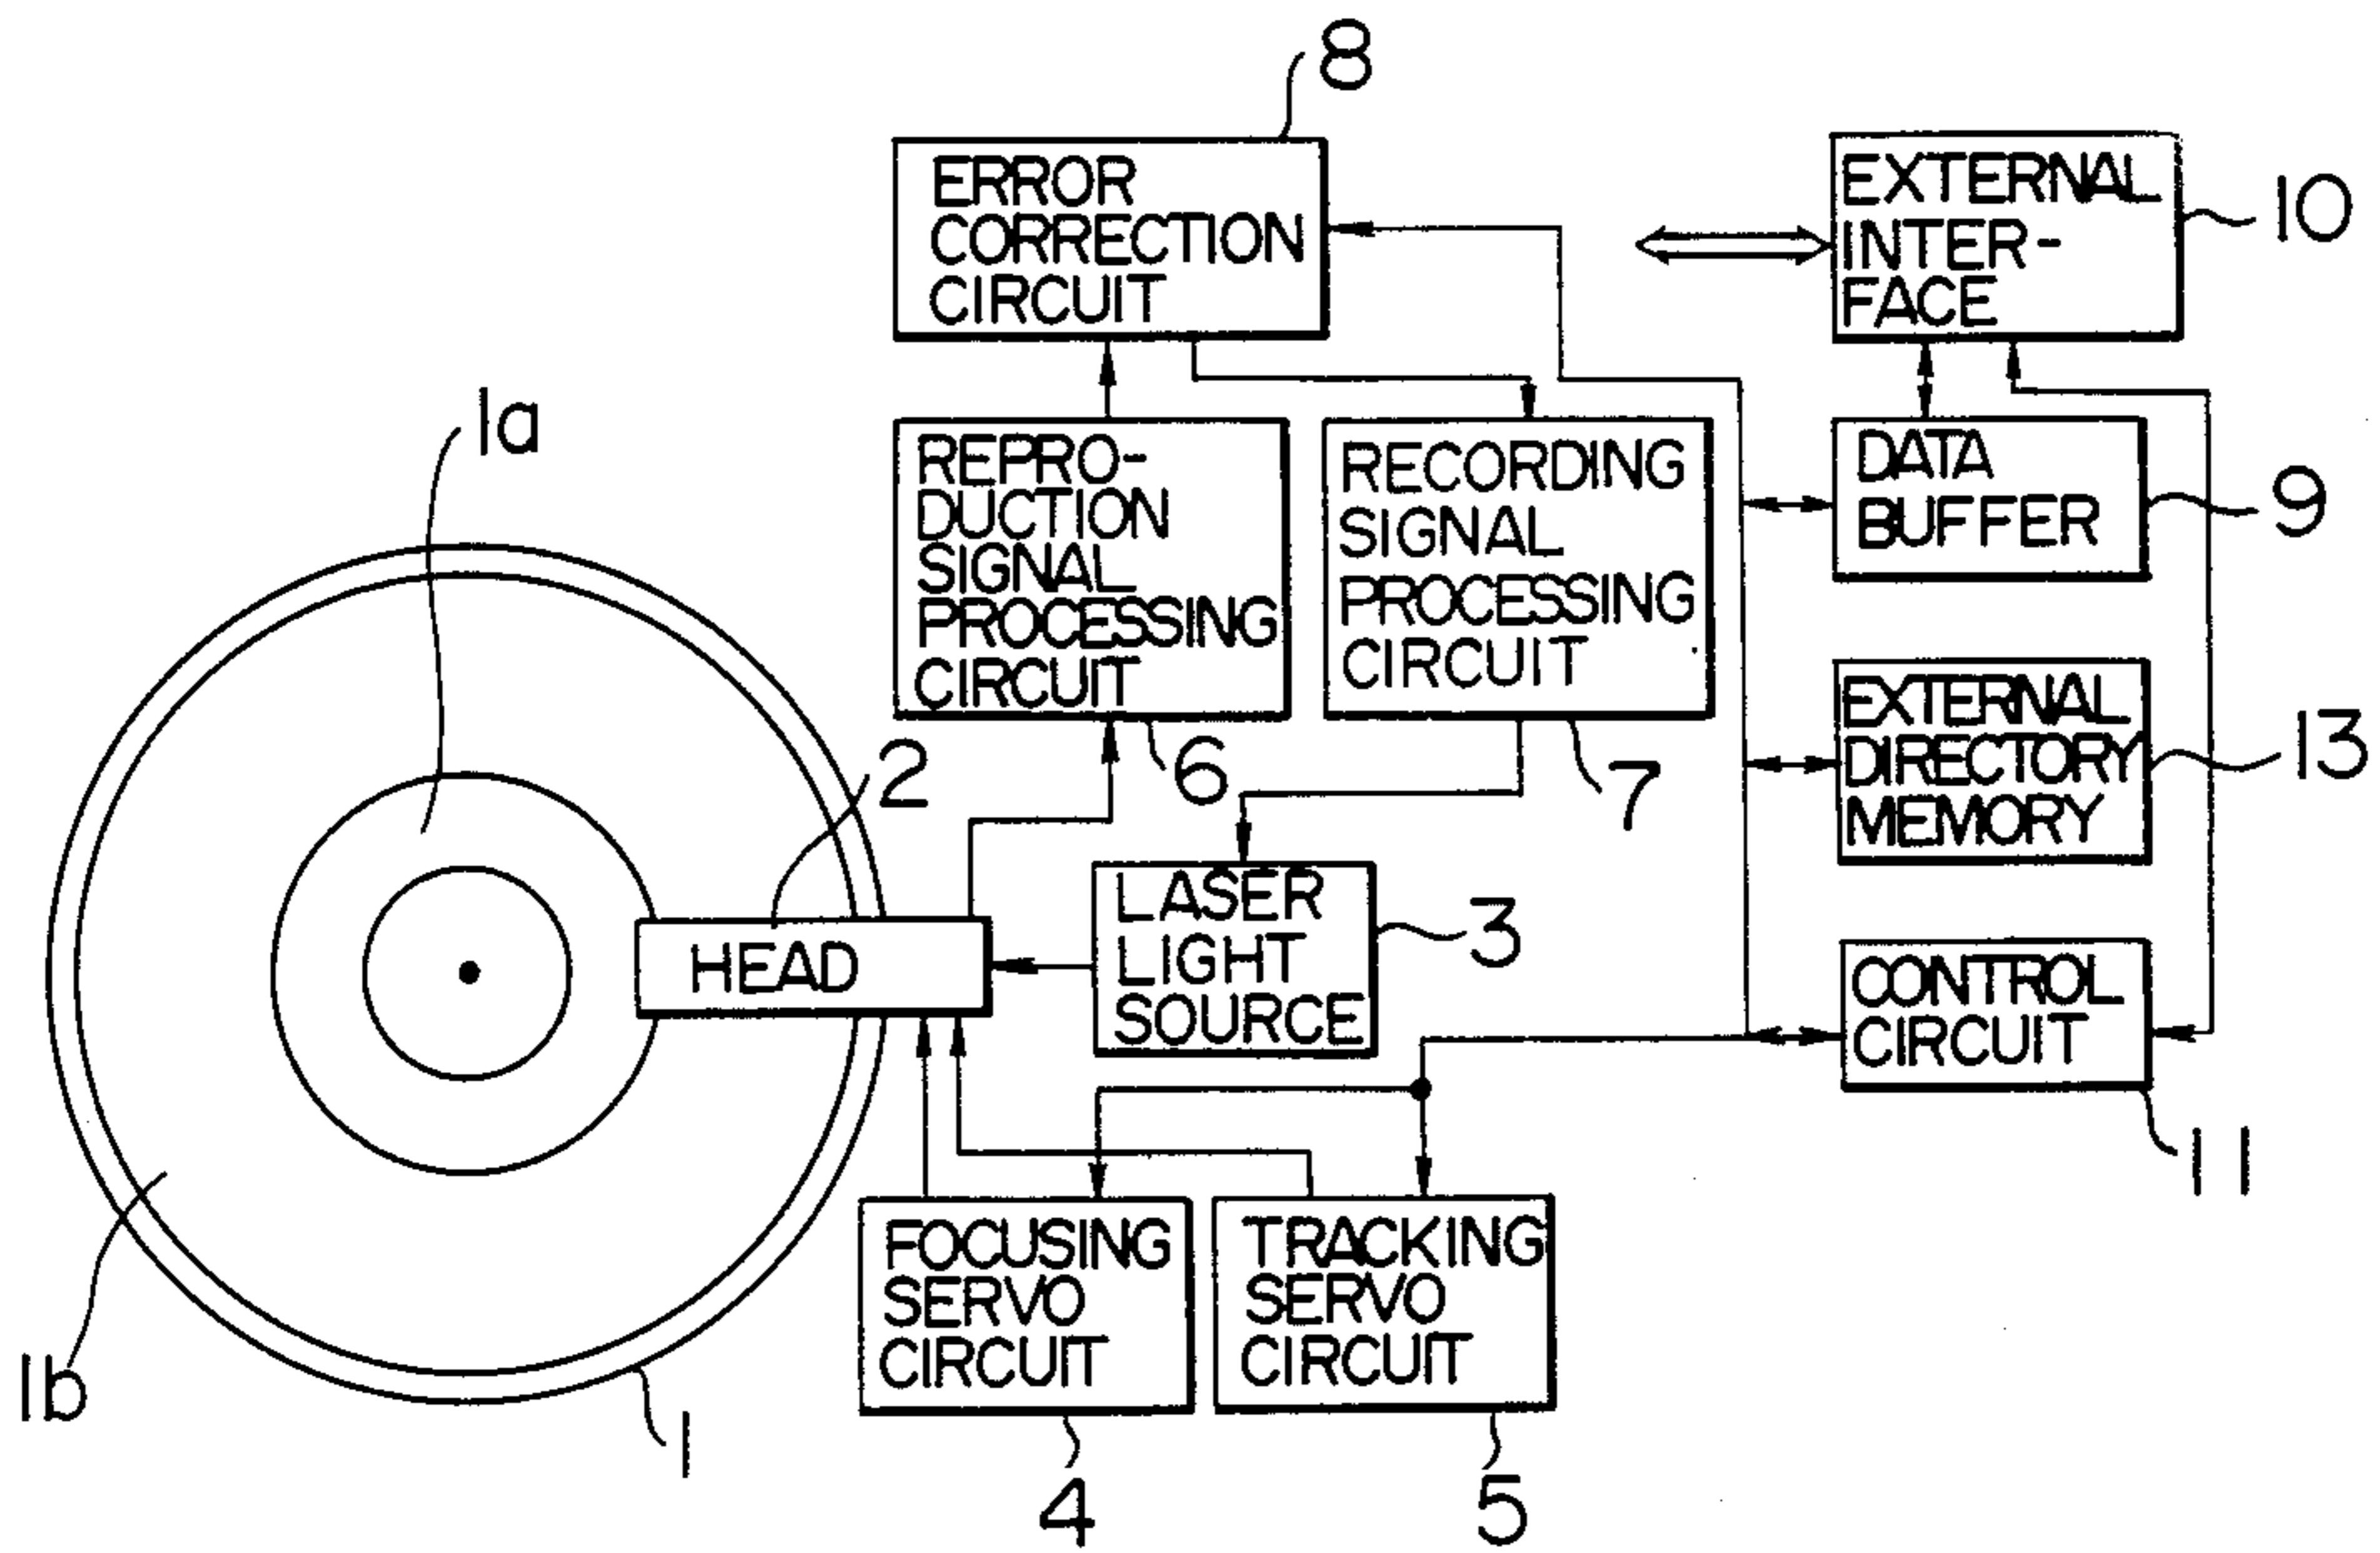 8
ERROR
CORRECTION
CIRCUIT
EXTERNAL
INTER-
FACE
10
1a
REPRO-
DUCTION
SIGNAL
PROCESSING
CIRCUIT
6
RECORDING
SIGNAL
PROCESSING
CIRCUIT
7
DATA
BUFFER
9
EXTERNAL
DIRECTORY
MEMORY
13
2
HEAD
LASER
LIGHT
SOURCE
3
CONTROL
CIRCUIT
11
1b
1
FOCUSING
SERVO
CIRCUIT
4
TRACKING
SERVO
CIRCUIT
5